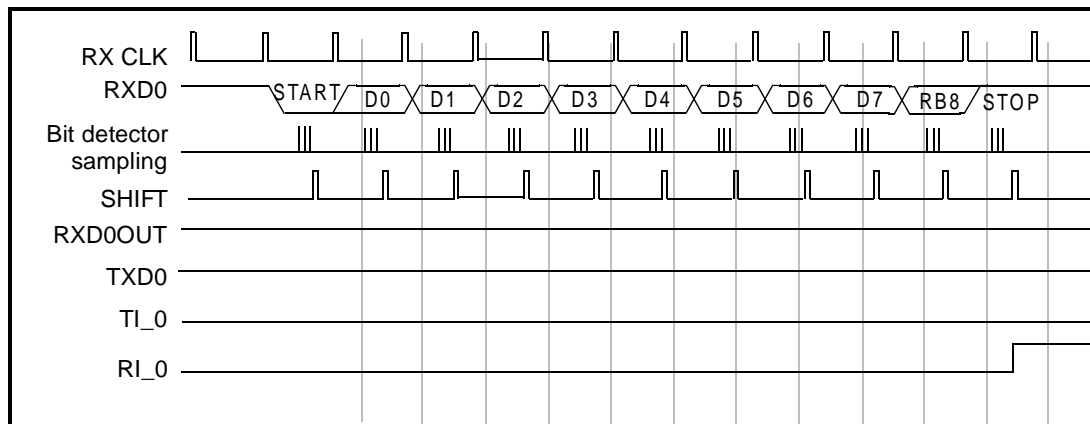 RX CLK
RXD0
START D0 D1 D2 D3 D4 D5 D6 D7 RB8 STOP
Bit detector
sampling
SHIFT
RXD0OUT
TXD0
TI_0
RI_0